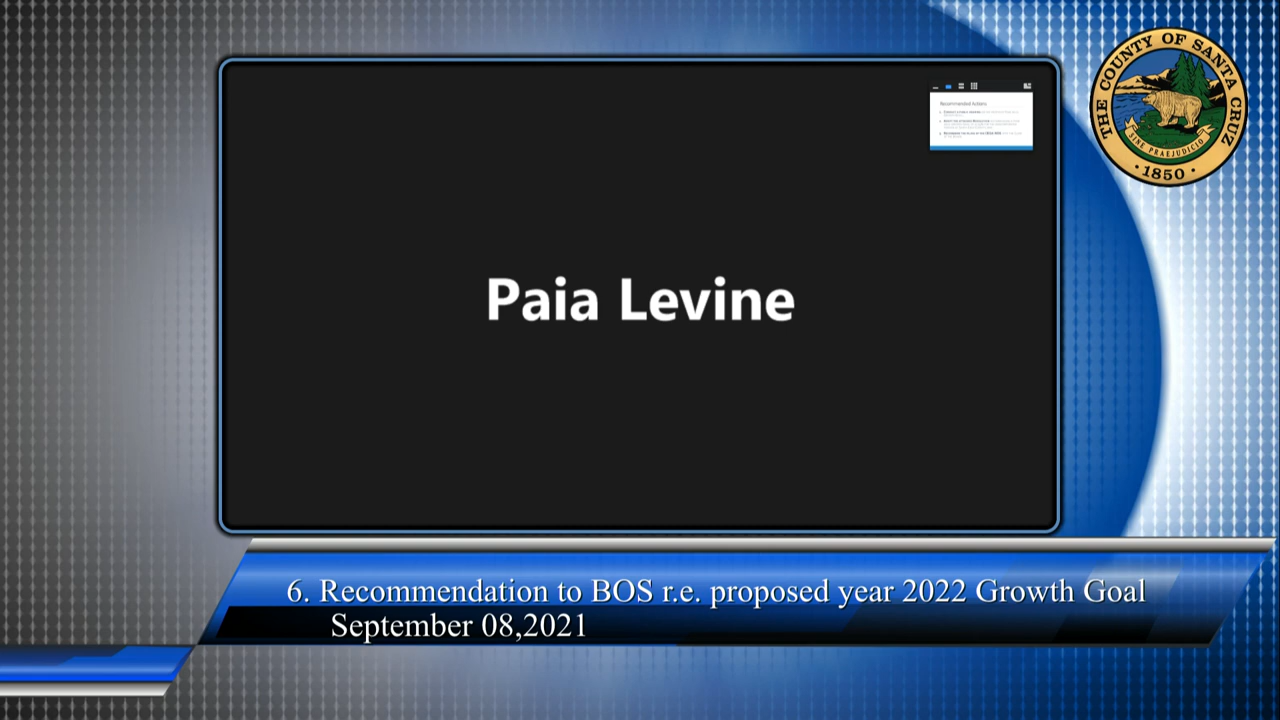 THE COUNTY OF SANTA CRUZ
SINE PRAEJUDICIO
• 1850 •
Recommended Actions
Paia Levine
6. Recommendation to BOS r.e. proposed year 2022 Growth Goal
September 08,2021